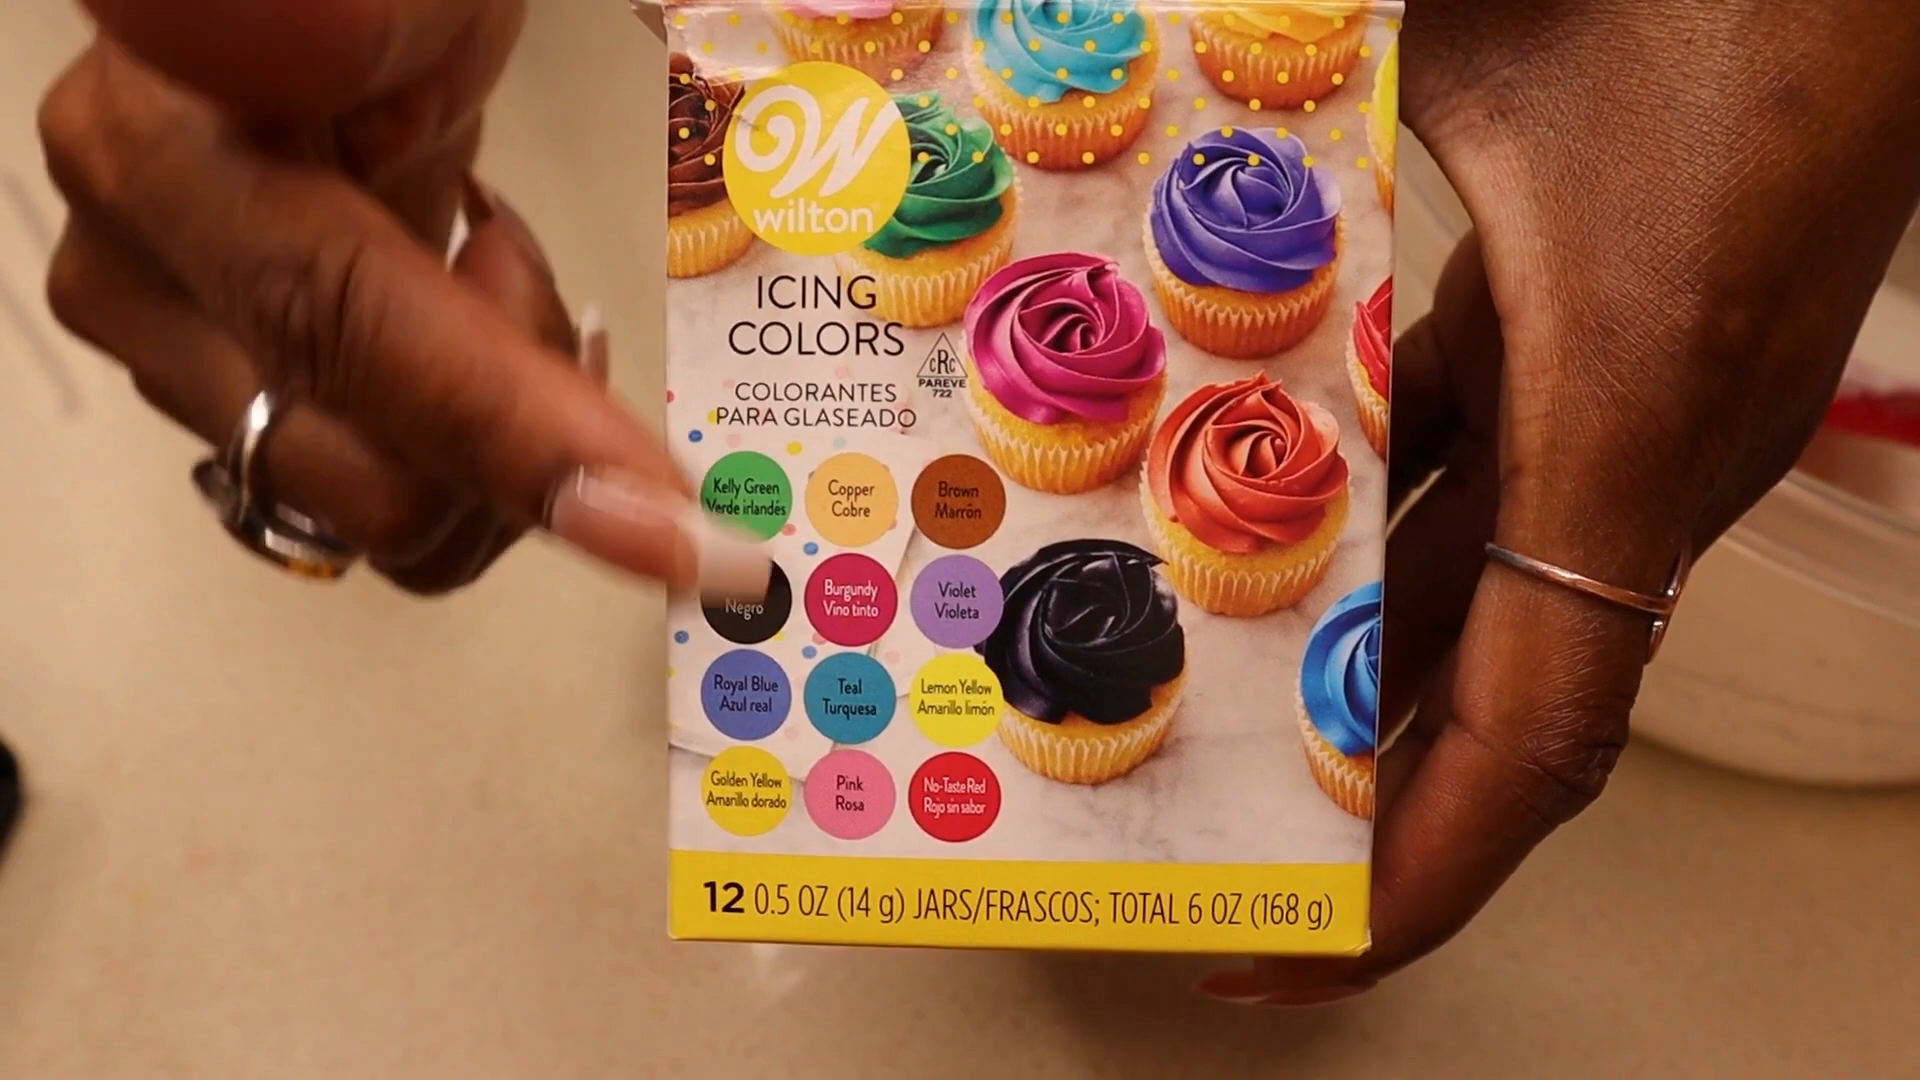 wilton
ICING
COLORS
COLORANTES
PARA GLASEADO
cRc
PAREVE
722
Kelly Green
Verde irlandés
Copper
Cobre
Brown
Marrón
Negro
Burgundy
Vino tinto
Violet
Violeta
Royal Blue
Azul real
Teal
Turquesa
Lemon Yellow
Amarillo limón
Golden Yellow
Amarillo dorado
Pink
Rosa
No-Taste Red
Rojo sin sabor
12 0.5 OZ (14 g) JARS/FRASCOS; TOTAL 6 OZ (168 g)